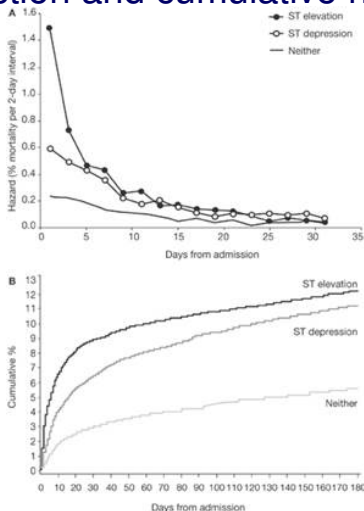 ction and cumulative
A
1.6
1.4
1.2
1.0
0.8
0.6
0.4
0.2
0.0
Hazard (% mortality per 2-day interval)
ST elevation
ST depression
Neither
0 5 10 15 20 25 30 35
Days from admission
B
13
12
11
10
9
8
7
6
5
4
3
2
1
0
Cumulative %
ST elevation
ST depression
Neither
0 10 20 30 40 50 60 70 80 90 100 110 120 130 140 150 160 170 180
Days from admission